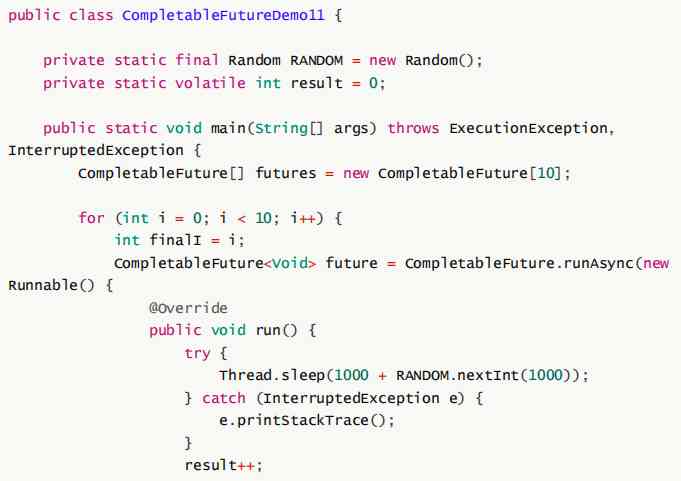 public class CompletableFutureDemo11 {
    private static final Random RANDOM = new Random();
    private static volatile int result = 0;
    public static void main(String[] args) throws ExecutionException,
InterruptedException {
        CompletableFuture[] futures = new CompletableFuture[10];
        for (int i = 0; i < 10; i++) {
            int finalI = i;
            CompletableFuture<Void> future = CompletableFuture.runAsync(new
Runnable() {
                @Override
                public void run() {
                    try {
                        Thread.sleep(1000 + RANDOM.nextInt(1000));
                    } catch (InterruptedException e) {
                        e.printStackTrace();
                    }
                    result++;